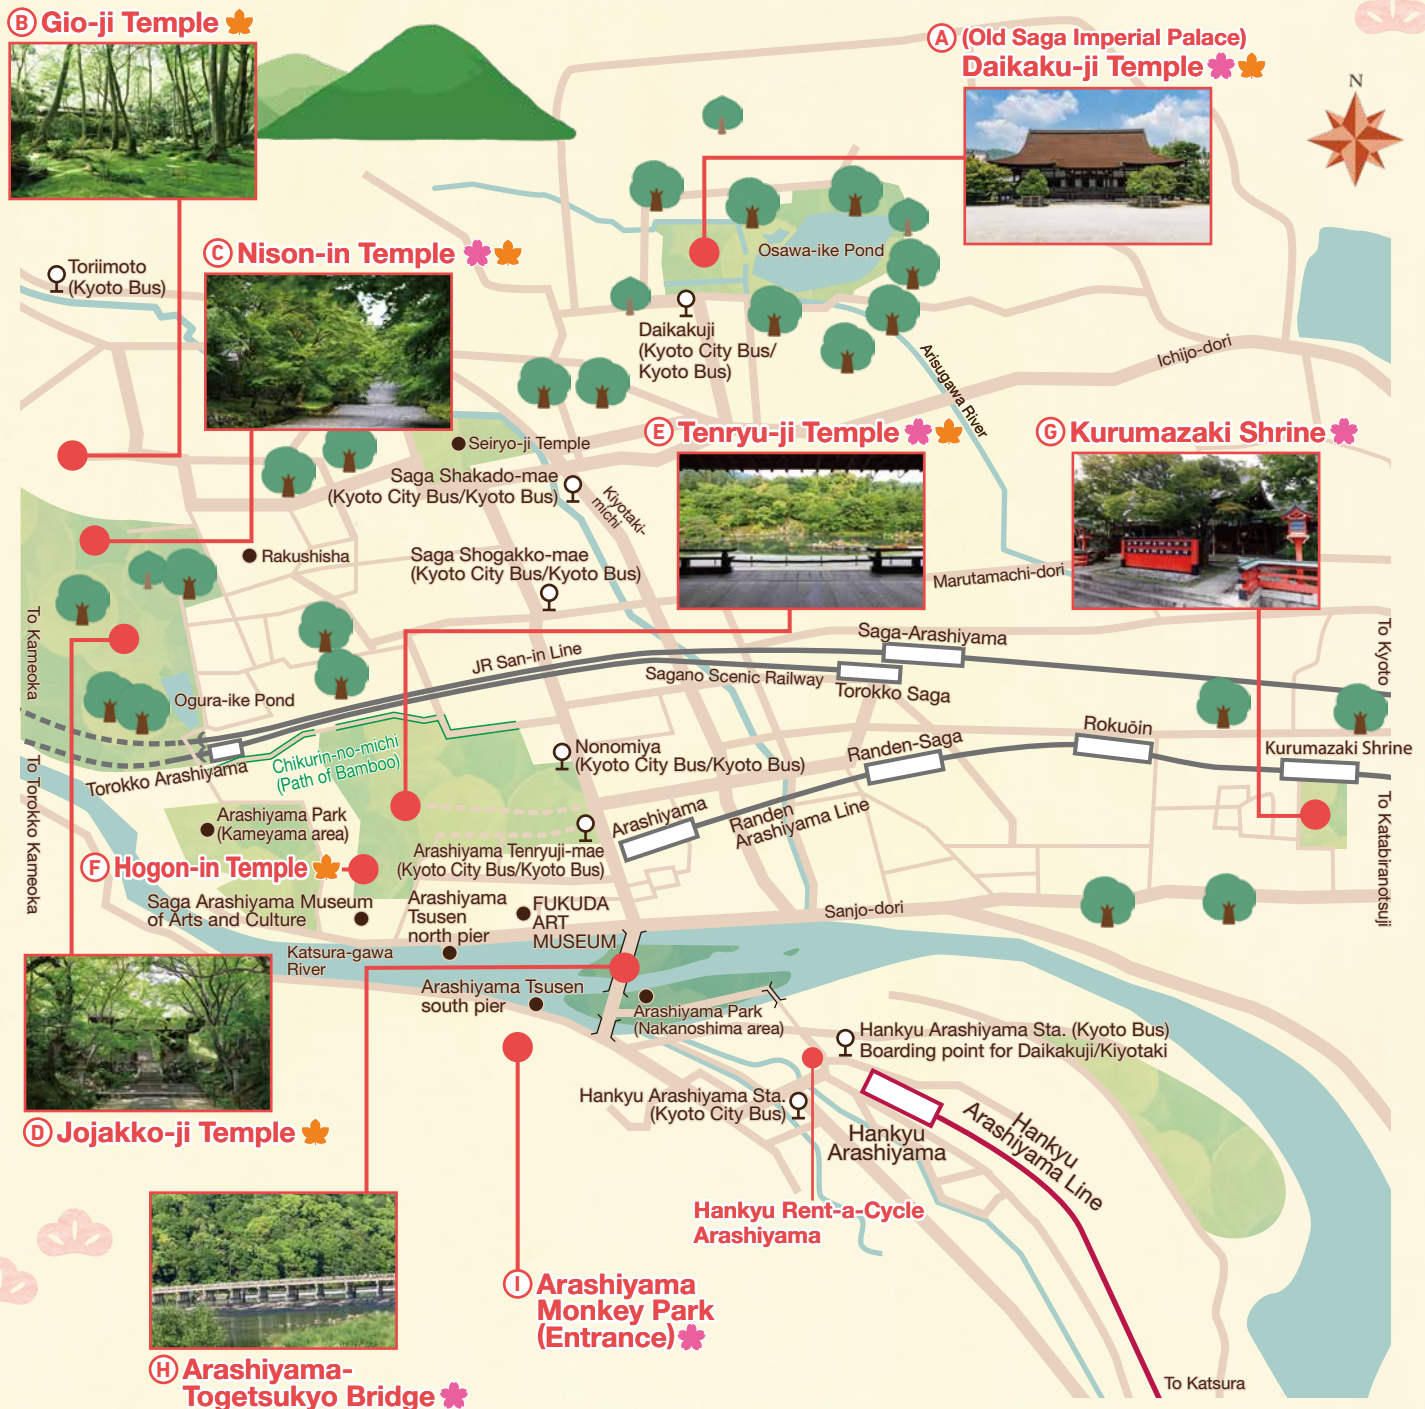 B Gio-ji Temple
A (Old Saga Imperial Palace)
Daikaku-ji Temple
N
C Nison-in Temple
Toriimoto
(Kyoto Bus)
Osawa-ike Pond
Daikakuji
(Kyoto City Bus/
Kyoto Bus)
Arisugawa River
Ichijo-dori
E Tenryu-ji Temple
G Kurumazaki Shrine
Seiryo-ji Temple
Saga Shakado-mae
(Kyoto City Bus/Kyoto Bus)
Kiyotaki-
michi
Rakushisha
Saga Shogakko-mae
(Kyoto City Bus/Kyoto Bus)
Marutamachi-dori
To Kameoka
To Kyoto
Saga-Arashiyama
JR San-in Line
Sagano Scenic Railway
Torokko Saga
Ogura-ike Pond
Rokuōin
Randen-Saga
Kurumazaki Shrine
Chikurin-no-michi
(Path of Bamboo)
Nonomiya
(Kyoto City Bus/Kyoto Bus)
Torokko Arashiyama
To Torokko Kameoka
Arashiyama
Randen
Arashiyama Line
To Katabiranotsuji
Arashiyama Park
(Kameyama area)
Arashiyama Tenryuji-mae
(Kyoto City Bus/Kyoto Bus)
F Hogon-in Temple
Saga Arashiyama Museum
of Arts and Culture
Arashiyama
Tsusen
north pier
FUKUDA
ART
MUSEUM
Sanjo-dori
Katsura-gawa
River
Arashiyama Tsusen
south pier
Arashiyama Park
(Nakanoshima area)
Hankyu Arashiyama Sta. (Kyoto Bus)
Boarding point for Daikakuji/Kiyotaki
Hankyu Arashiyama Sta.
(Kyoto City Bus)
Hankyu
Arashiyama
Hankyu
Arashiyama Line
D Jojakko-ji Temple
Hankyu Rent-a-Cycle
Arashiyama
I Arashiyama
Monkey Park
(Entrance)
H Arashiyama-
Togetsukyo Bridge
To Katsura